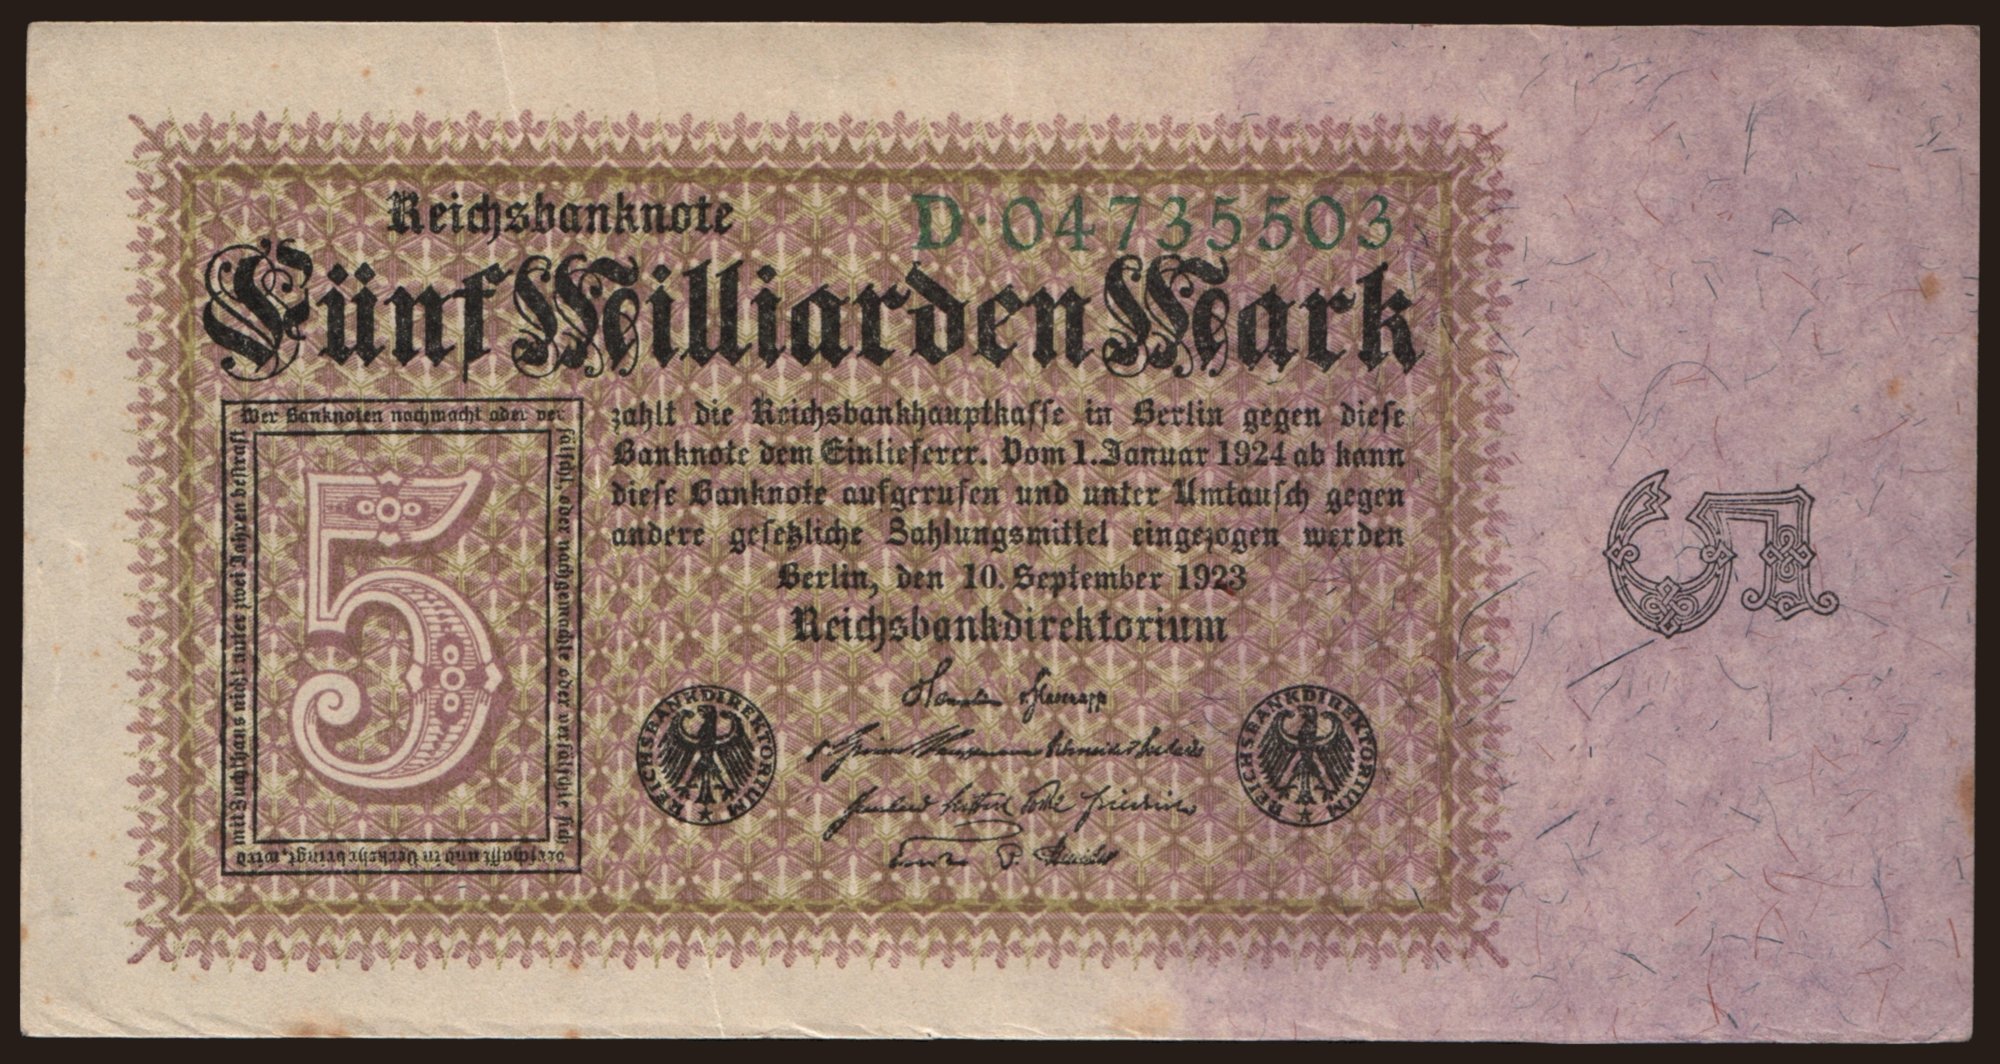 Reichsbanknote
D·04735503
Fünf Milliarden Mark
Wer Banknoten nachmacht oder ver
fälscht, oder nachgemachte oder verfälschte sich
verschafft und in Verkehr bringt, wird
mit Zuchthaus nicht unter zwei Jahren bestraft
5
zahlt die Reichsbankhauptkasse in Berlin gegen diese
Banknote dem Einlieferer. Vom 1. Januar 1924 ab kann
diese Banknote aufgerufen und unter Umtausch gegen
andere gesetzliche Zahlungsmittel eingezogen werden
Berlin, den 10. September 1923
Reichsbankdirektorium
REICHSBANKDIREKTORIUM
REICHSBANKDIREKTORIUM
5